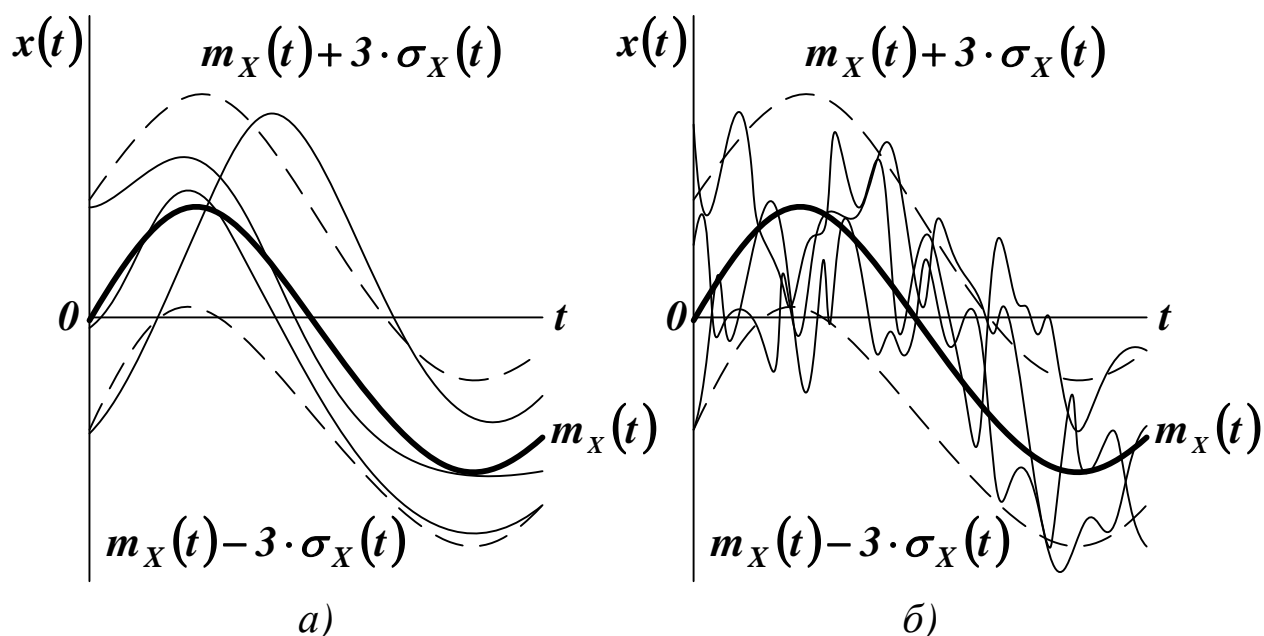 x(t)
m_X(t)+3·σ_X(t)
0
t
m_X(t)
m_X(t)−3·σ_X(t)
а)
x(t)
m_X(t)+3·σ_X(t)
0
t
m_X(t)
m_X(t)−3·σ_X(t)
б)